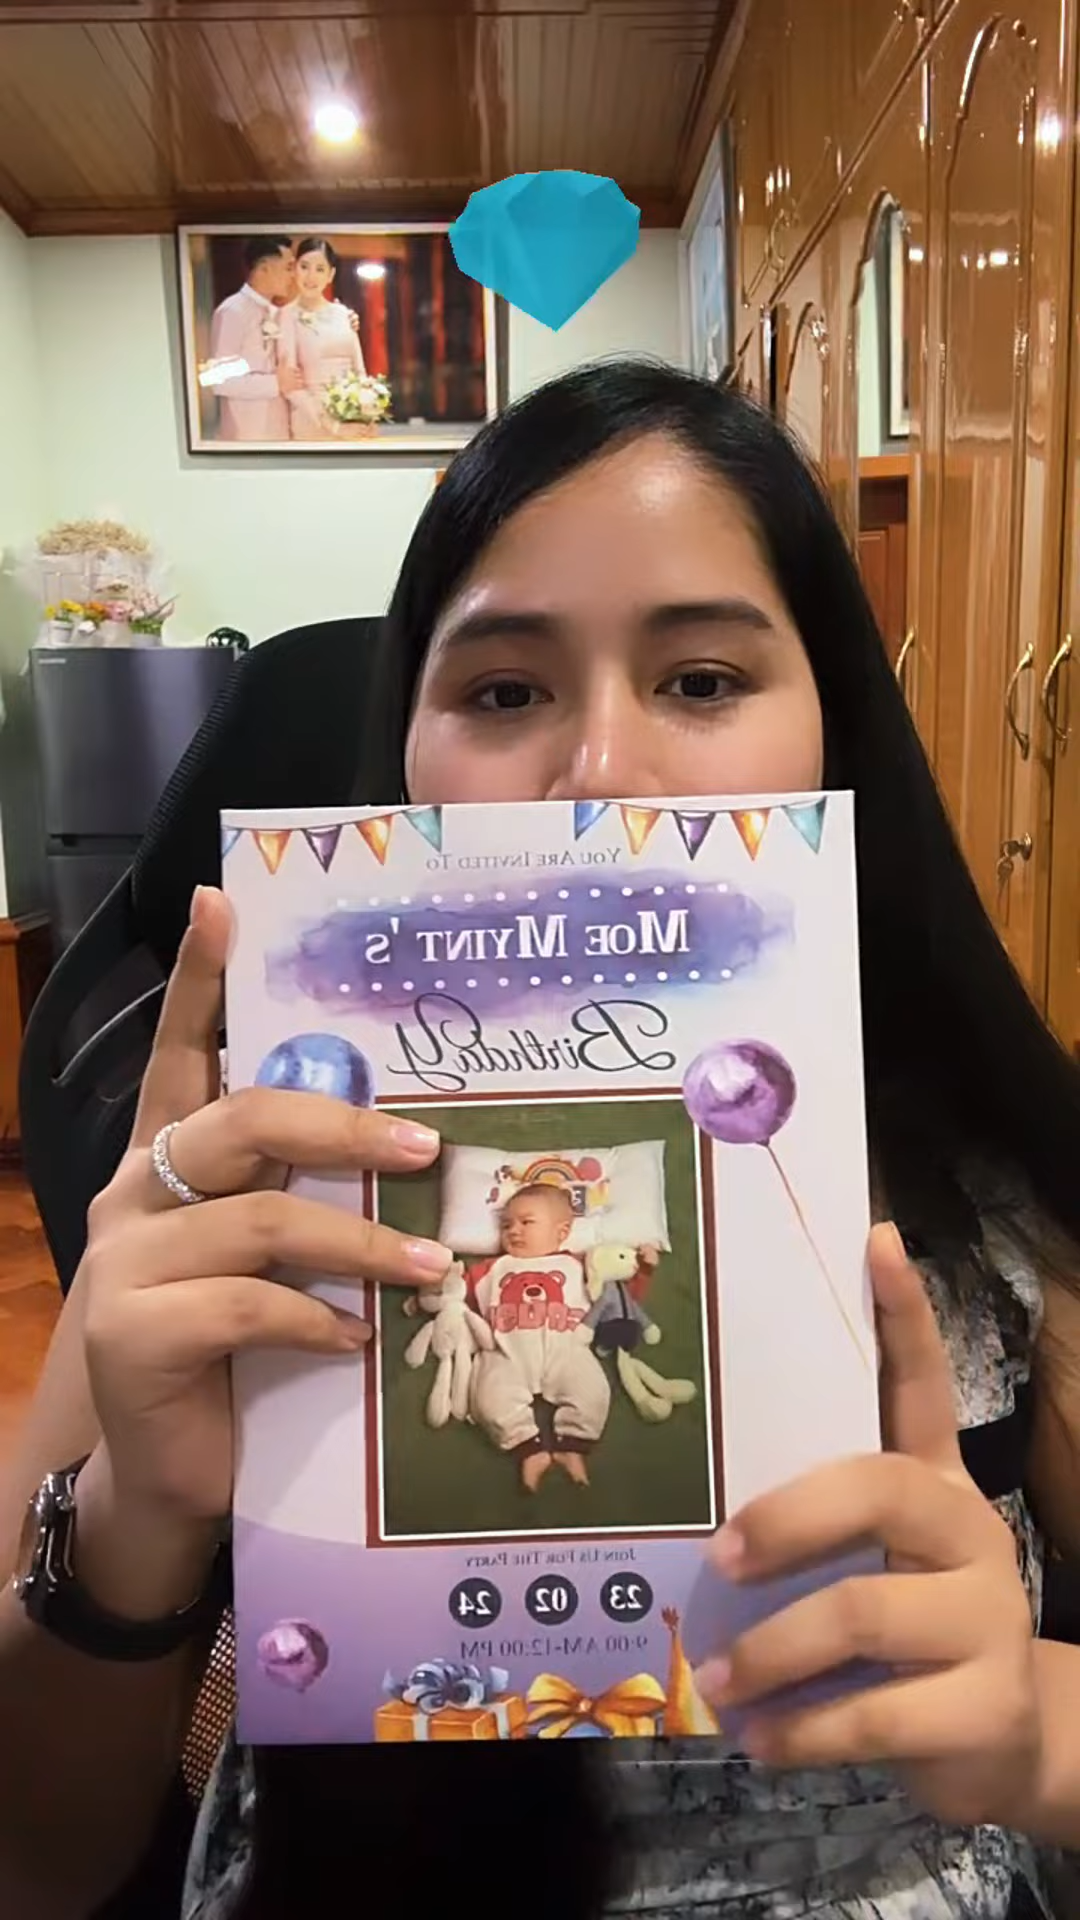 You Are Invited To
Moe Myint's
Birthday
Join Us For The Party
23 02 24
9:00 AM-12:00 PM